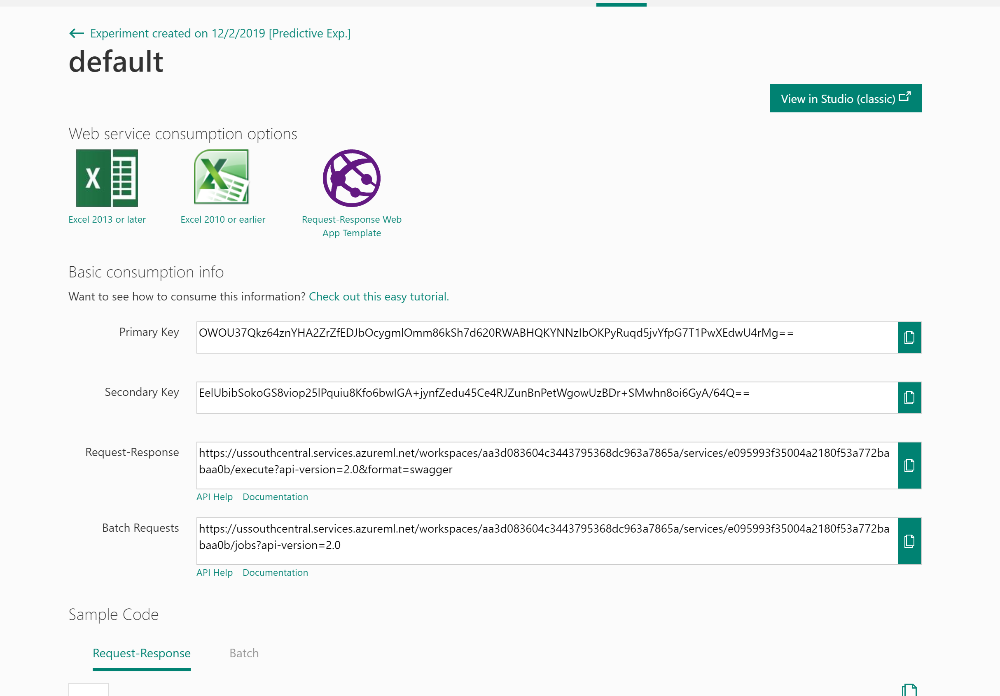 Experiment created on 12/2/2019 [Predictive Exp.]
default
View in Studio (classic)
Web service consumption options
Excel 2013 or later
Excel 2010 or earlier
Request-Response Web
App Template
Basic consumption info
Want to see how to consume this information? Check out this easy tutorial.
Primary Key
OWOU37Qkz64znYHA2ZrZfEDJbOcygmlOmm86kSh7d620RWABHQKYNNzIbOKPyRuqd5jvYfpG7T1PwXEdwU4rMg==
Secondary Key
EelUbibSokoGS8viop25lPquiu8Kfo6bwIGA+jynfZedu45Ce4RJZunBnPetWgowUzBDr+SMwhn8oi6GyA/64Q==
Request-Response
https://ussouthcentral.services.azureml.net/workspaces/aa3d083604c3443795368dc963a7865a/services/e095993f35004a2180f53a772ba
baa0b/execute?api-version=2.0&format=swagger
API Help Documentation
Batch Requests
https://ussouthcentral.services.azureml.net/workspaces/aa3d083604c3443795368dc963a7865a/services/e095993f35004a2180f53a772ba
baa0b/jobs?api-version=2.0
API Help Documentation
Sample Code
Request-Response
Batch